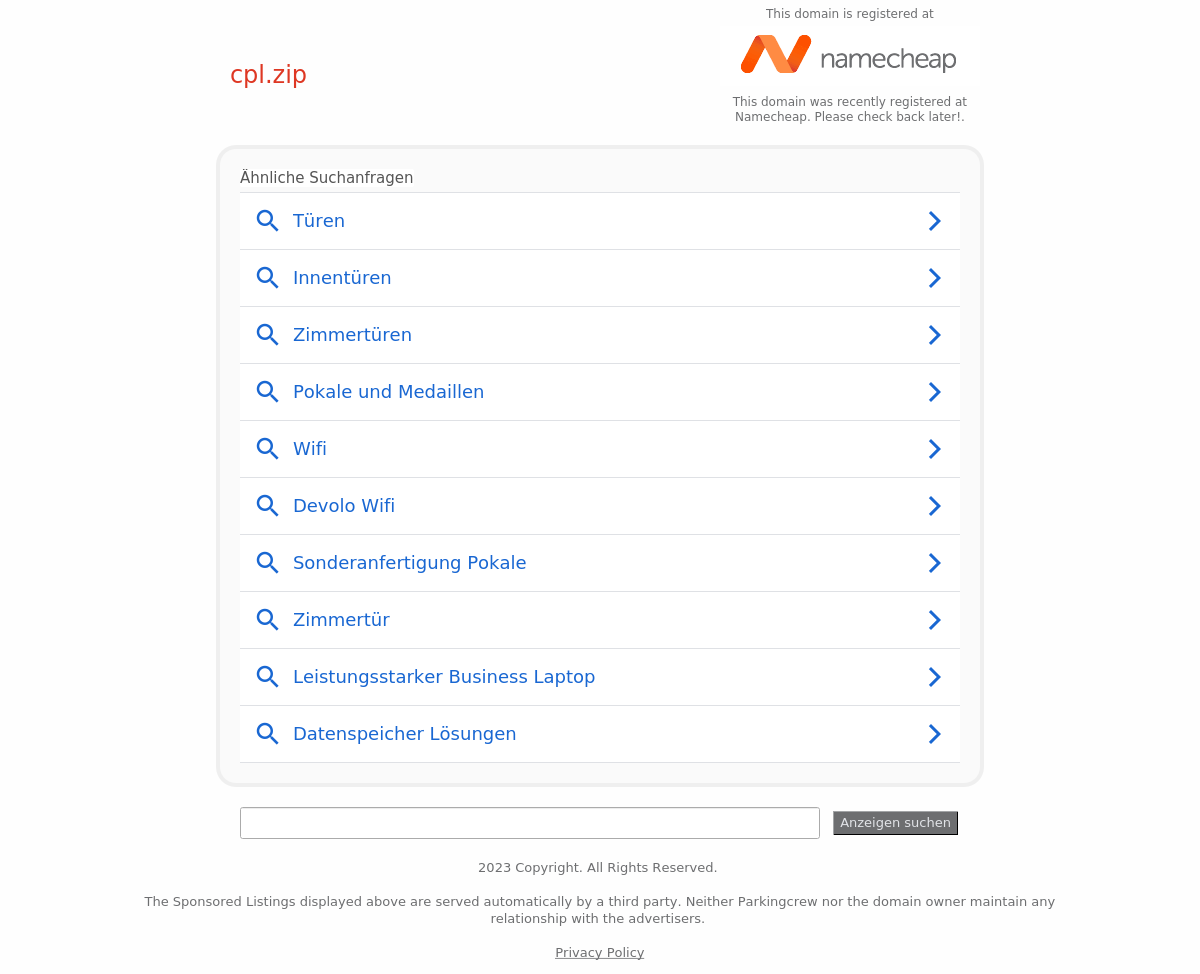 This domain is registered at
namecheap
cpl.zip
This domain was recently registered at
Namecheap. Please check back later!.
Ähnliche Suchanfragen
Türen
Innentüren
Zimmertüren
Pokale und Medaillen
Wifi
Devolo Wifi
Sonderanfertigung Pokale
Zimmertür
Leistungsstarker Business Laptop
Datenspeicher Lösungen
Anzeigen suchen
2023 Copyright. All Rights Reserved.
The Sponsored Listings displayed above are served automatically by a third party. Neither Parkingcrew nor the domain owner maintain any
relationship with the advertisers.
Privacy Policy